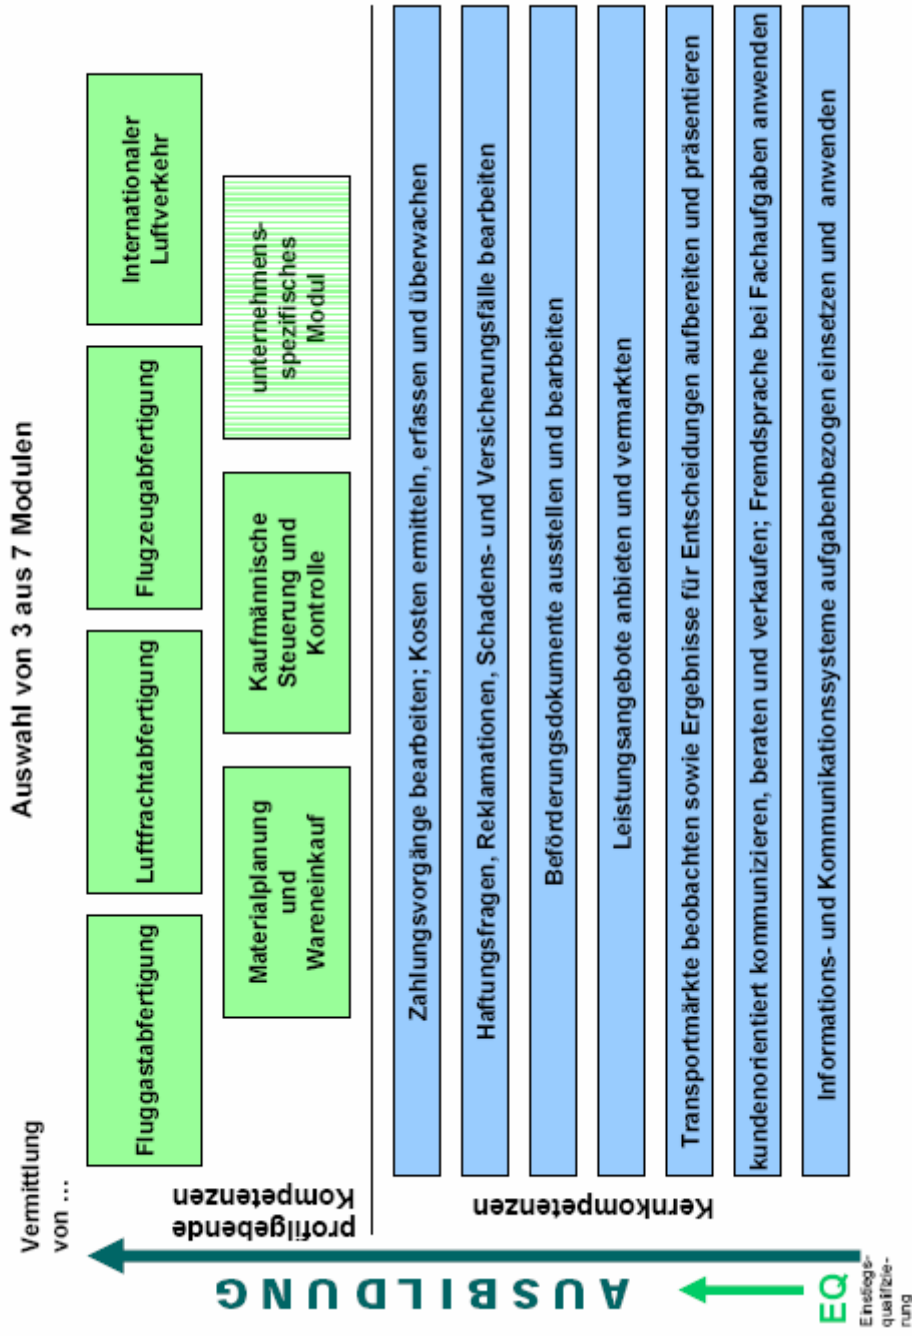 Auswahl von 3 aus 7 Modulen
Vermittlung
von ...
Fluggastabfertigung
Luftfrachtabfertigung
Flugzeugabfertigung
Internationaler
Luftverkehr
Materialplanung
und
Wareneinkauf
Kaufmännische
Steuerung und
Kontrolle
unternehmens-
spezifisches
Modul
profilgebende
Kompetenzen
Zahlungsvorgänge bearbeiten; Kosten ermitteln, erfassen und überwachen
Haftungsfragen, Reklamationen, Schadens- und Versicherungsfälle bearbeiten
Beförderungsdokumente ausstellen und bearbeiten
Leistungsangebote anbieten und vermarkten
Transportmärkte beobachten sowie Ergebnisse für Entscheidungen aufbereiten und präsentieren
kundenorientiert kommunizieren, beraten und verkaufen; Fremdsprache bei Fachaufgaben anwenden
Informations- und Kommunikationssysteme aufgabenbezogen einsetzen und anwenden
Kernkompetenzen
AUSBILDUNG
EQ
Einstiegs-
qualifizie-
rung